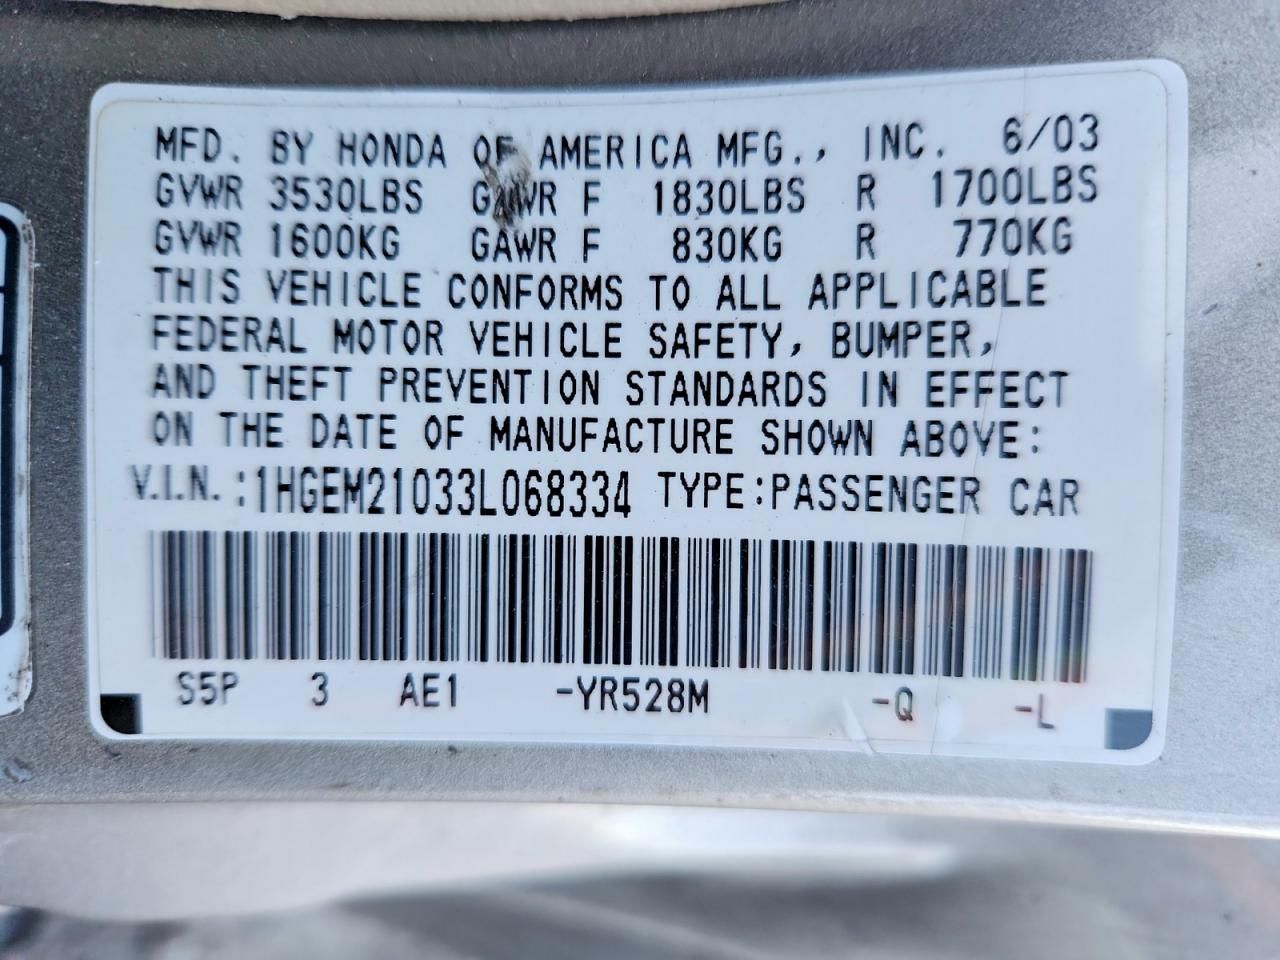 MFD. BY HONDA OF AMERICA MFG., INC. 6/03
GVWR 3530LBS GAWR F 1830LBS R 1700LBS
GVWR 1600KG GAWR F 830KG R 770KG
THIS VEHICLE CONFORMS TO ALL APPLICABLE
FEDERAL MOTOR VEHICLE SAFETY, BUMPER,
AND THEFT PREVENTION STANDARDS IN EFFECT
ON THE DATE OF MANUFACTURE SHOWN ABOVE:
V.I.N.:1HGEM21033L068334 TYPE:PASSENGER CAR
S5P 3 AE1 -YR528M -Q -L